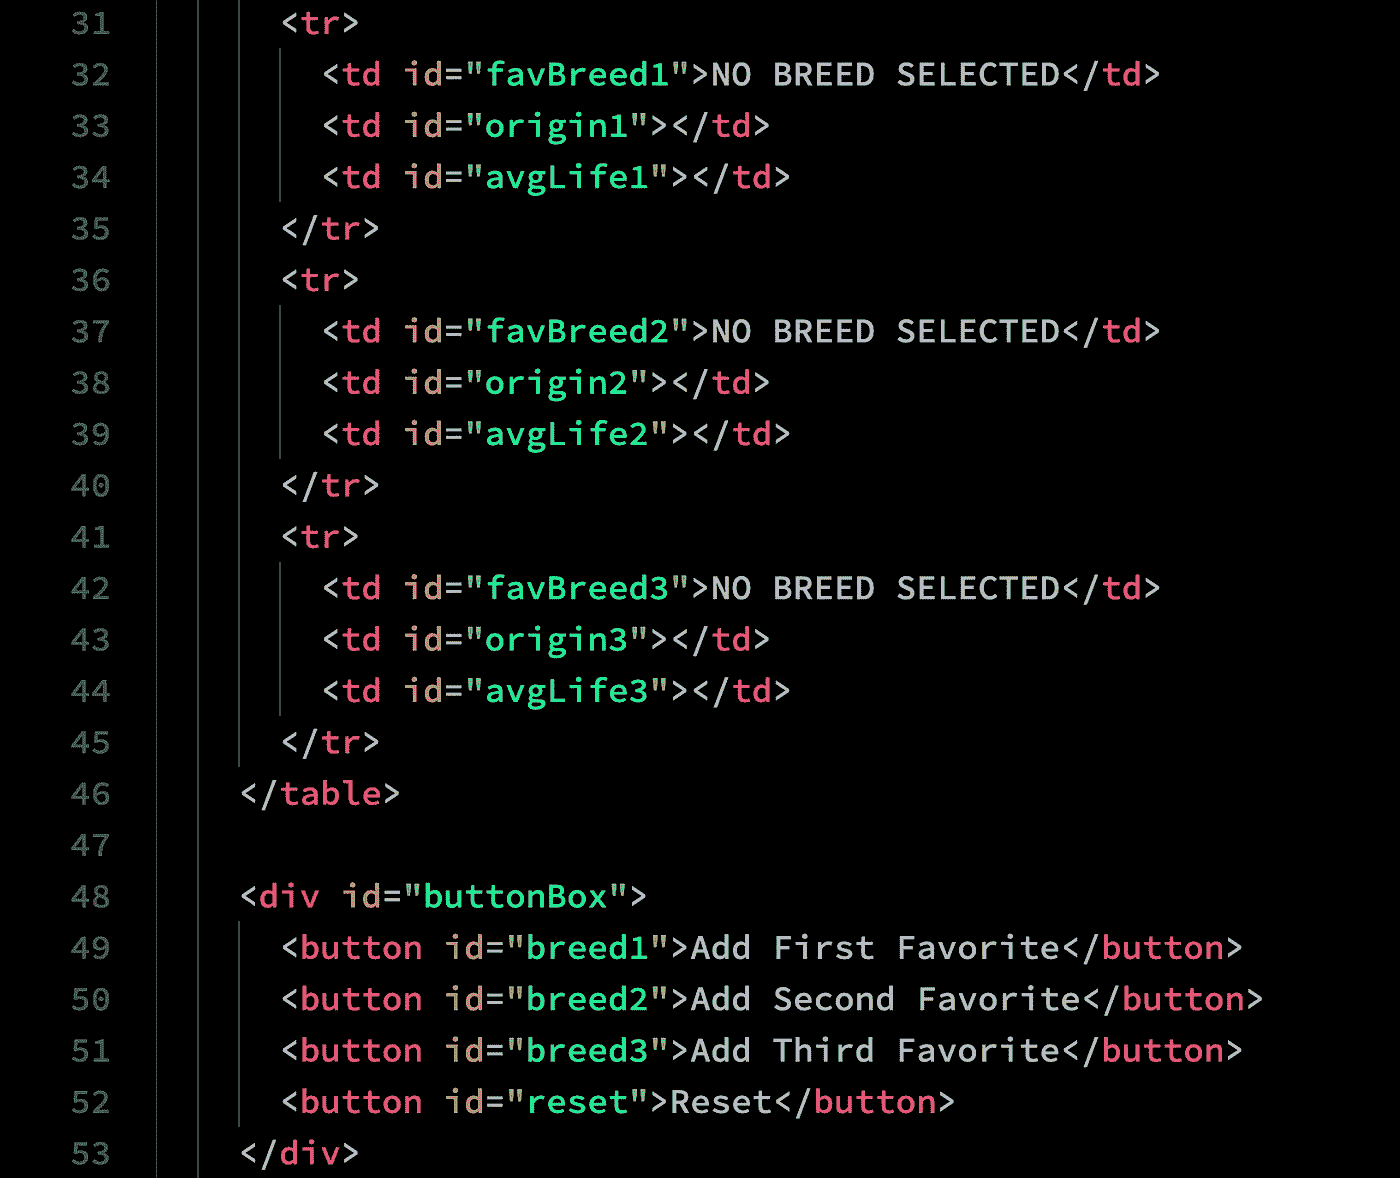 31 <tr>
32 <td id="favBreed1">NO BREED SELECTED</td>
33 <td id="origin1"></td>
34 <td id="avgLife1"></td>
35 </tr>
36 <tr>
37 <td id="favBreed2">NO BREED SELECTED</td>
38 <td id="origin2"></td>
39 <td id="avgLife2"></td>
40 </tr>
41 <tr>
42 <td id="favBreed3">NO BREED SELECTED</td>
43 <td id="origin3"></td>
44 <td id="avgLife3"></td>
45 </tr>
46 </table>
47
48 <div id="buttonBox">
49 <button id="breed1">Add First Favorite</button>
50 <button id="breed2">Add Second Favorite</button>
51 <button id="breed3">Add Third Favorite</button>
52 <button id="reset">Reset</button>
53 </div>